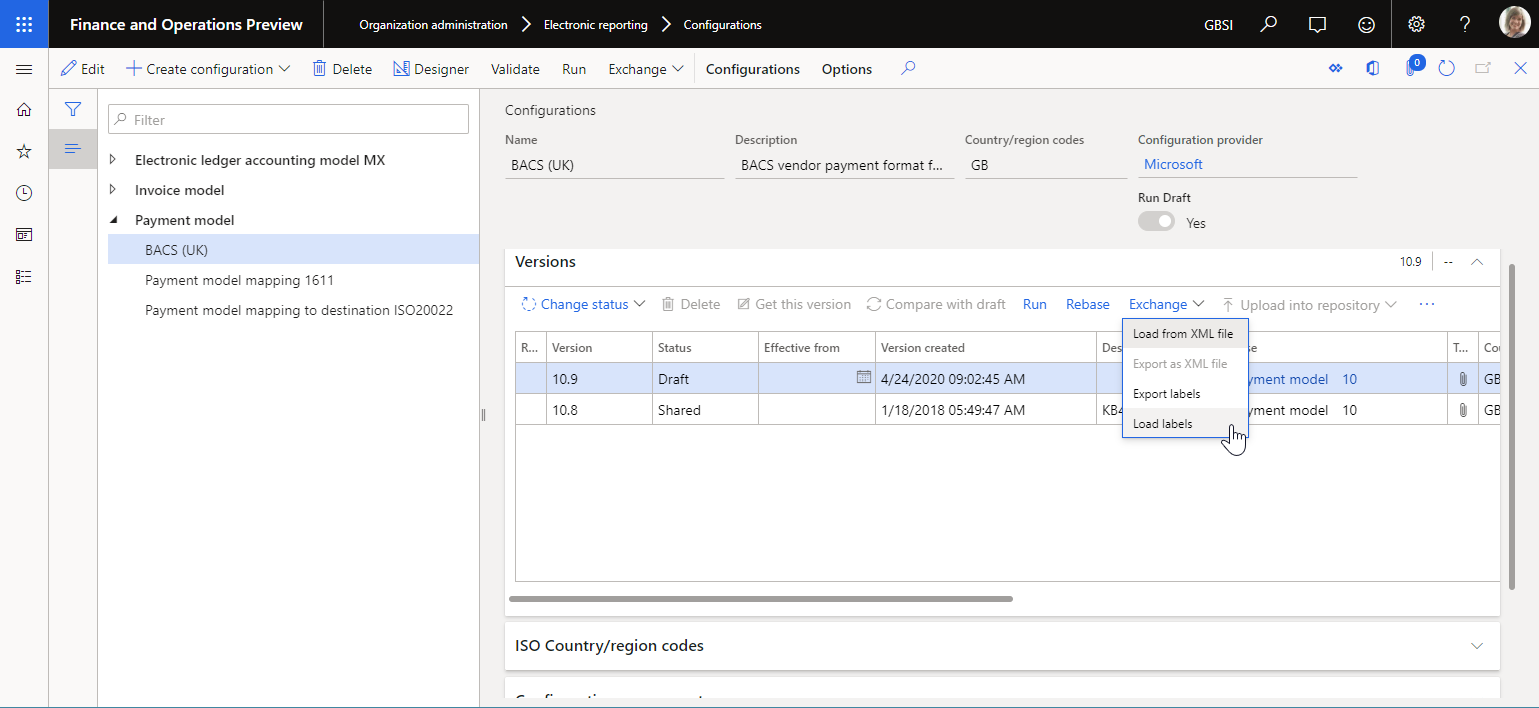 Finance and Operations Preview
Organization administration Electronic reporting Configurations
GBSI
?
Edit Create configuration Delete Designer Validate Run Exchange Configurations Options
0
Filter
Electronic ledger accounting model MX
Invoice model
Payment model
BACS (UK)
Payment model mapping 1611
Payment model mapping to destination ISO20022
Configurations
Name Description Country/region codes Configuration provider
BACS (UK) BACS vendor payment format f... GB Microsoft
Run Draft
Yes
Versions 10.9 --
Change status Delete Get this version Compare with draft Run Rebase Exchange Upload into repository ...
Load from XML file
Export as XML file
Export labels
Load labels
R... Version Status Effective from Version created Des se T... Cou
10.9 Draft 4/24/2020 09:02:45 AM yment model 10 GB
10.8 Shared 1/18/2018 05:49:47 AM KB4 yment model 10 GB
ISO Country/region codes